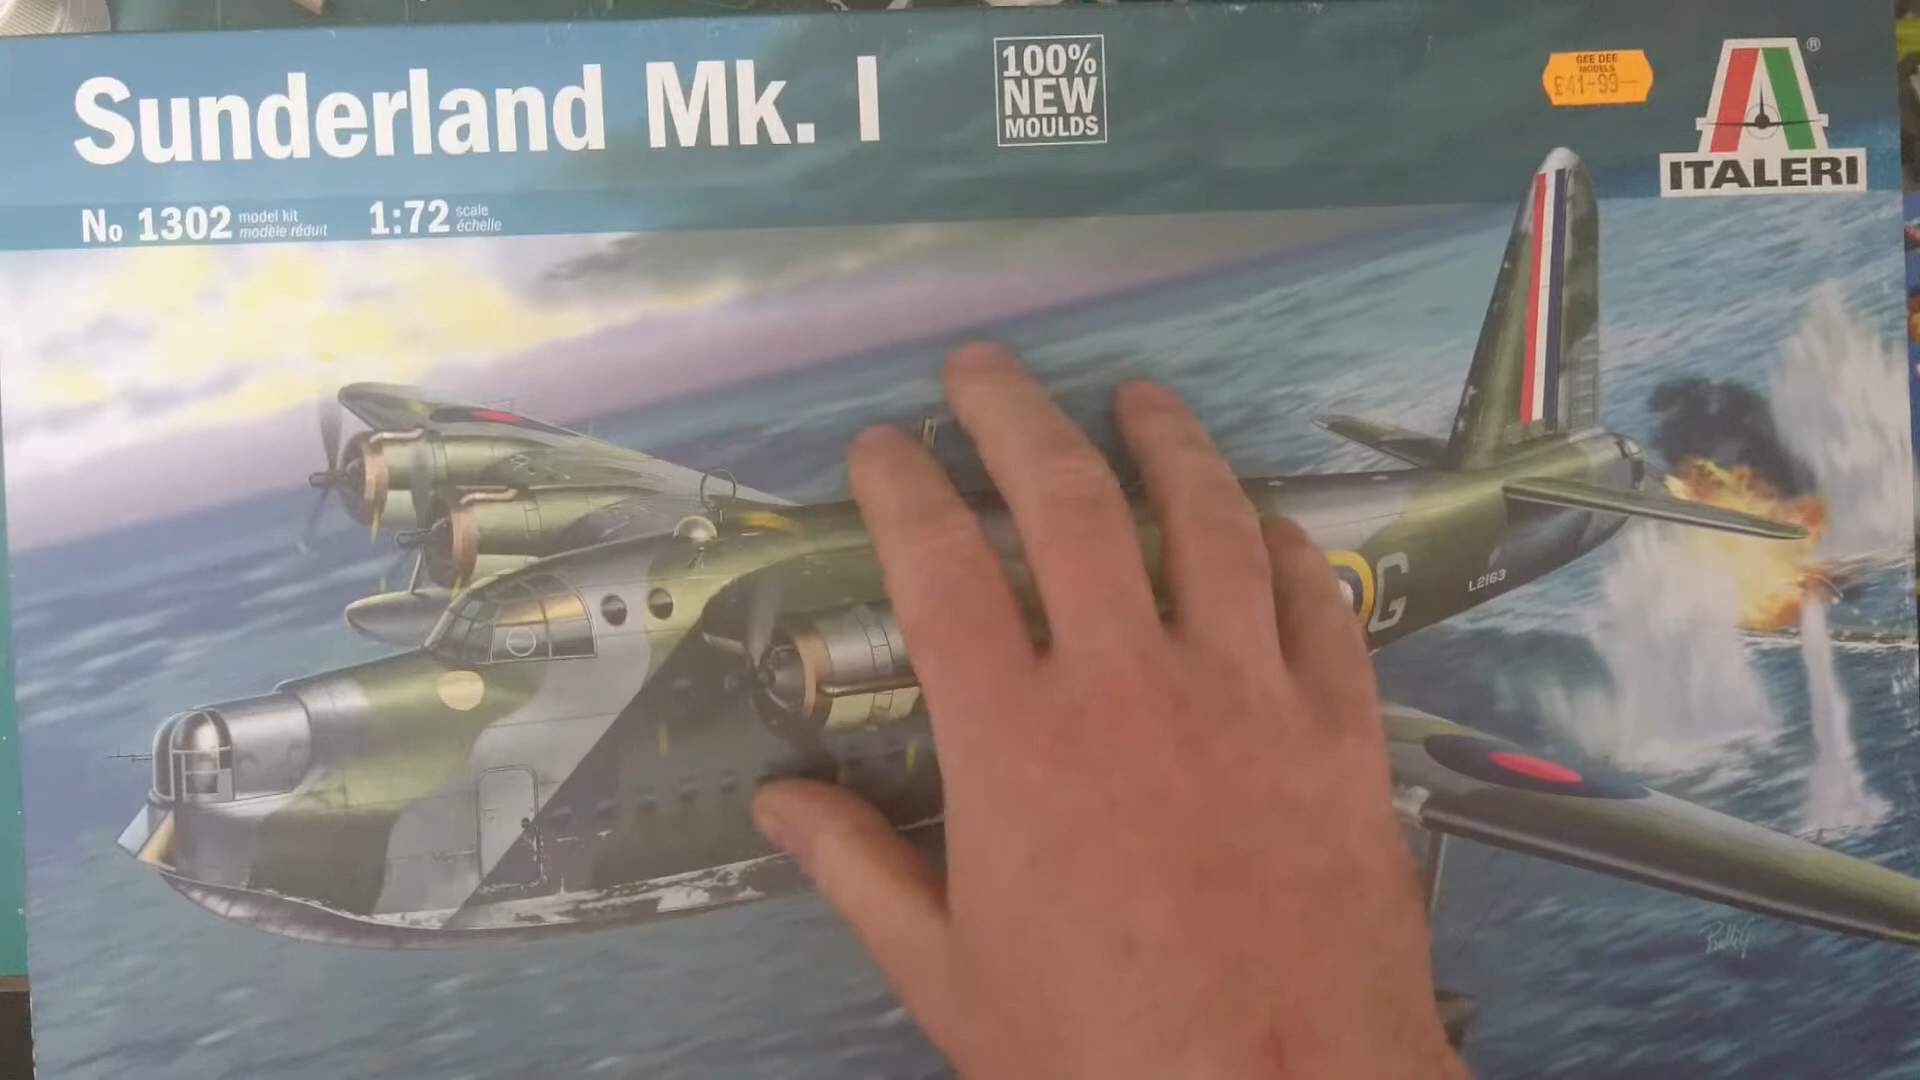 Sunderland Mk. I
100%
NEW
MOULDS
GEE DEE
MODELS
£41-99
®
ITALERI
No 1302 model kit
modèle réduit
1:72 scale
échelle
G
L2163